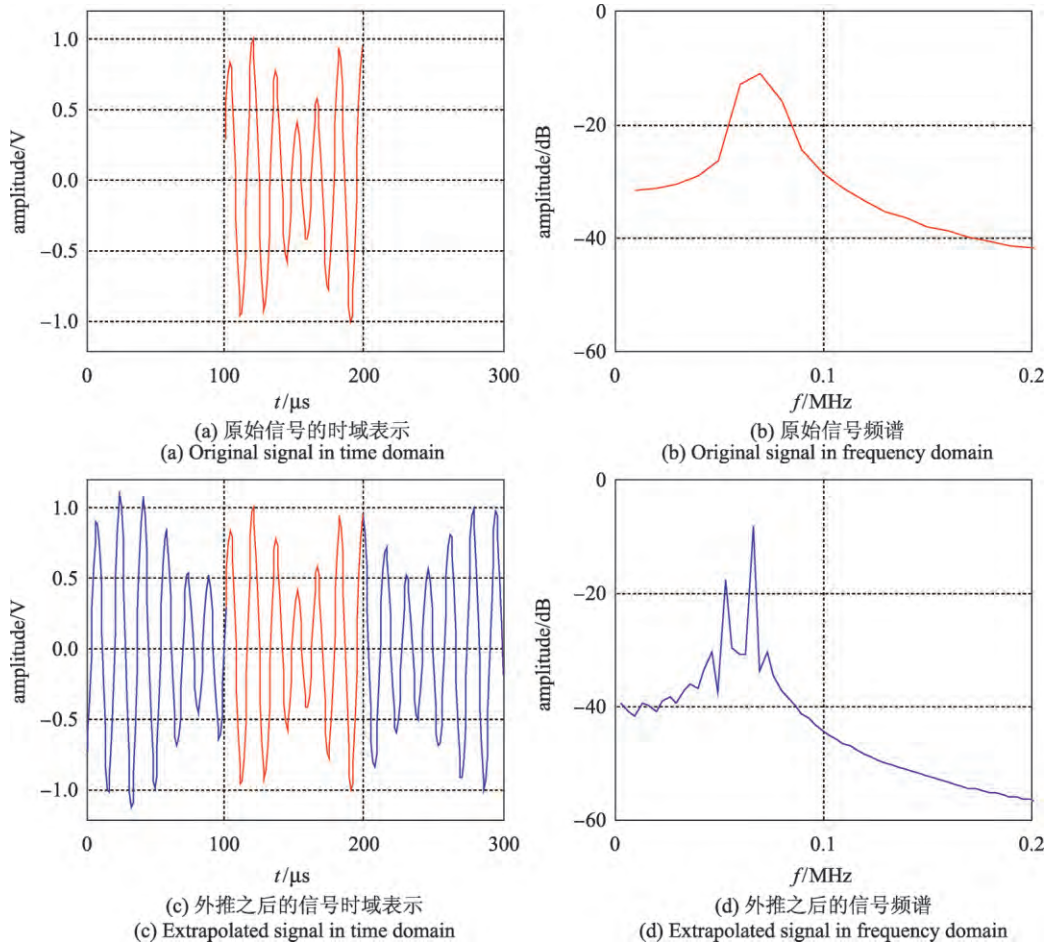 1.0
0.5
0.0
−0.5
−1.0
amplitude/V
0
100
200
300
t/μs
(a) 原始信号的时域表示
(a) Original signal in time domain
0
−20
−40
−60
amplitude/dB
0
0.1
0.2
f/MHz
(b) 原始信号频谱
(b) Original signal in frequency domain
1.0
0.5
0.0
−0.5
−1.0
amplitude/V
0
100
200
300
t/μs
(c) 外推之后的信号时域表示
(c) Extrapolated signal in time domain
0
−20
−40
−60
amplitude/dB
0
0.1
0.2
f/MHz
(d) 外推之后的信号频谱
(d) Extrapolated signal in frequency domain